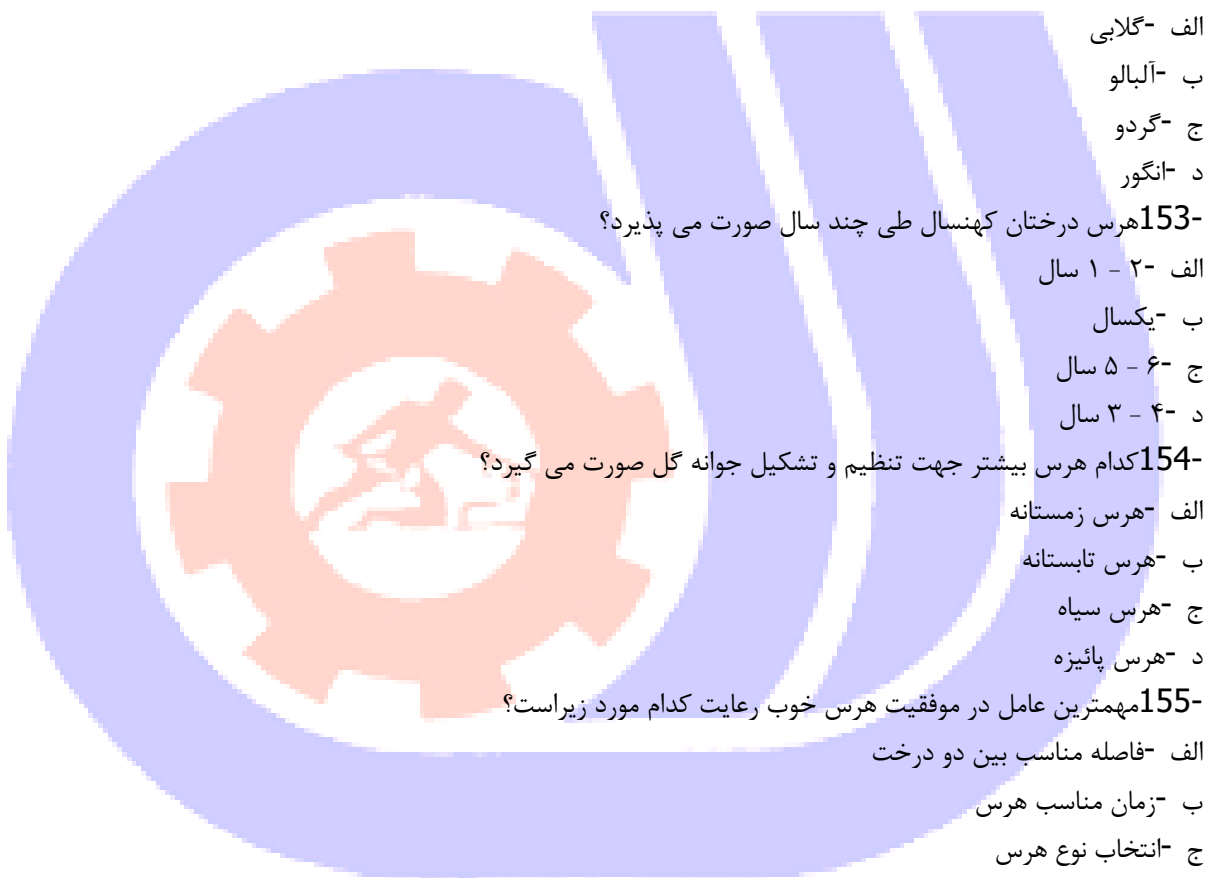 الف -گلابی
ب -آلبالو
ج -گردو
د -انگور
-153هرس درختان کهنسال طی چند سال صورت می پذیرد؟
الف -۲ - ۱ سال
ب -یکسال
ج -۶ - ۵ سال
د -۴ - ۳ سال
-154کدام هرس بیشتر جهت تنظیم و تشکیل جوانه گل صورت می گیرد؟
الف -هرس زمستانه
ب -هرس تابستانه
ج -هرس سیاه
د -هرس پائیزه
-155مهمترین عامل در موفقیت هرس خوب رعایت کدام مورد زیراست؟
الف -فاصله مناسب بین دو درخت
ب -زمان مناسب هرس
ج -انتخاب نوع هرس